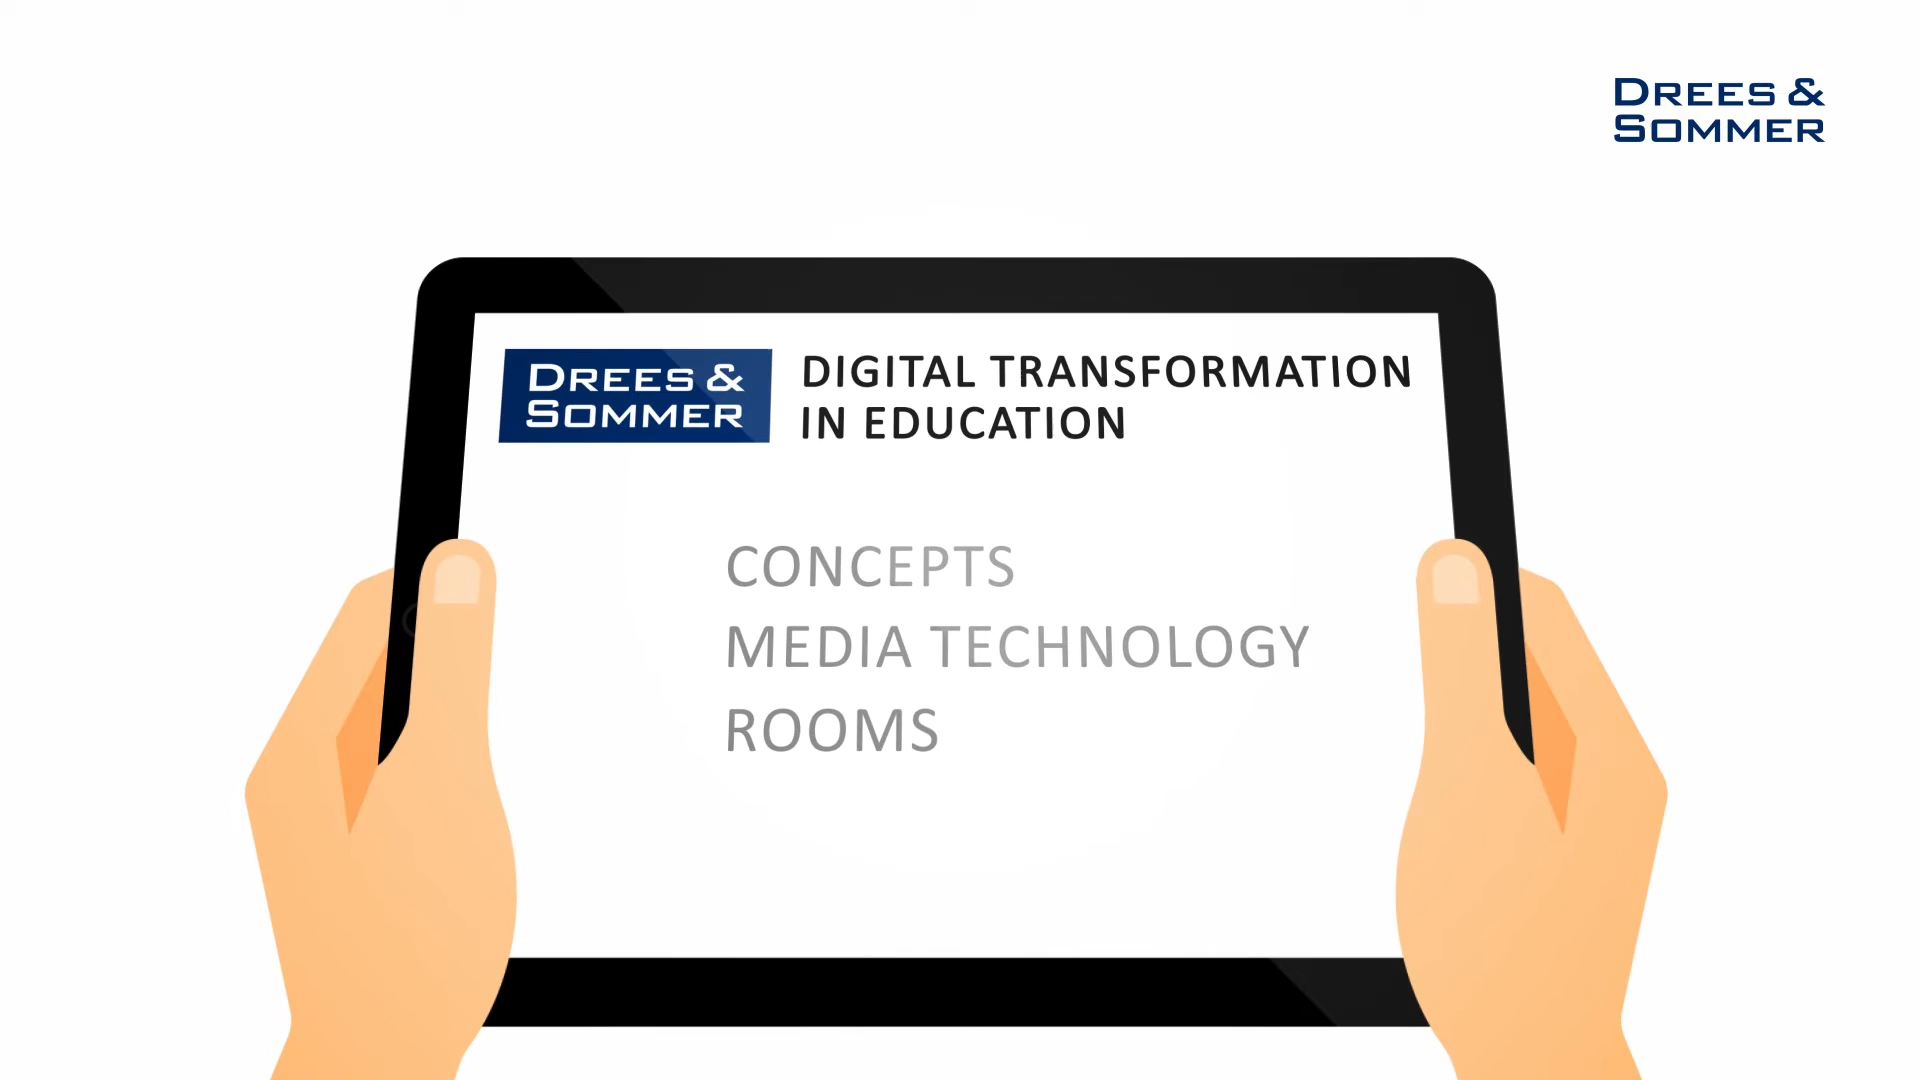 DREES &
SOMMER
DREES &
SOMMER
DIGITAL TRANSFORMATION
IN EDUCATION
CONCEPTS
MEDIA TECHNOLOGY
ROOMS